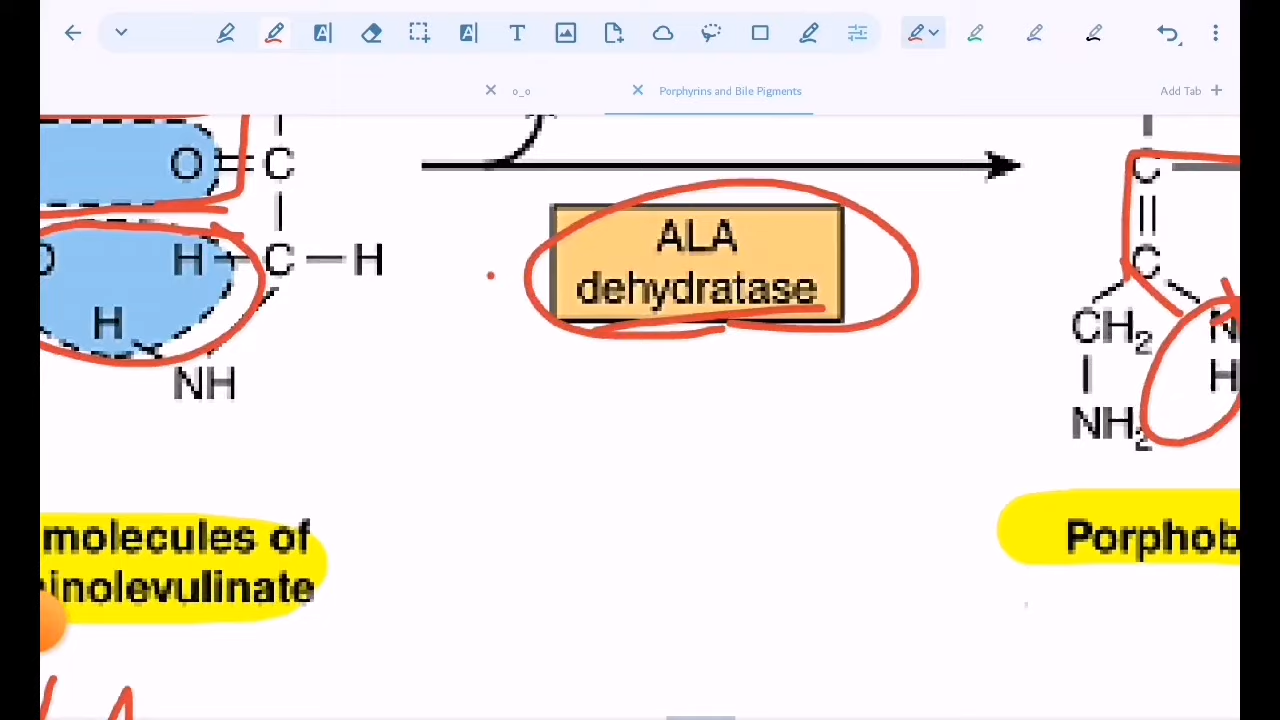 o_o
Porphyrins and Bile Pigments
Add Tab
O=C
C
ALA
dehydratase
H-C-H
C
H
CH2
H
NH
NH2
molecules of
inolevulinate
Porphob